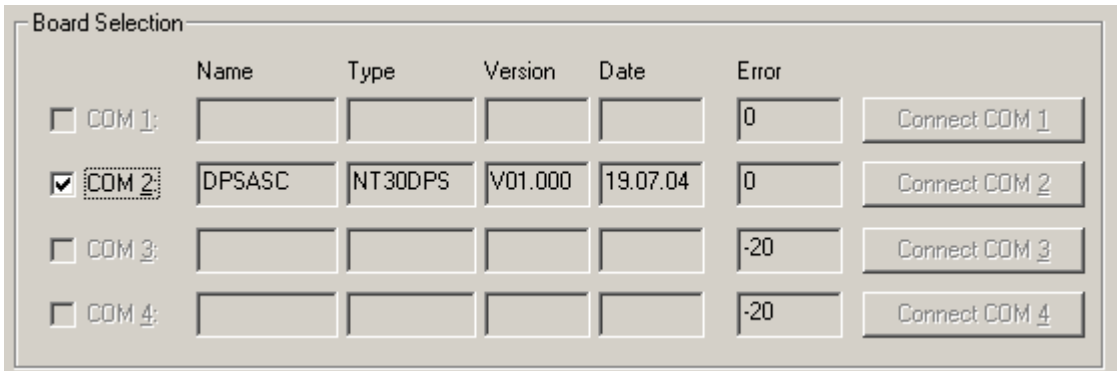 Board Selection
Name Type Version Date Error
COM 1: 0 Connect COM 1
COM 2: DPSASC NT30DPS V01.000 19.07.04 0 Connect COM 2
COM 3: -20 Connect COM 3
COM 4: -20 Connect COM 4